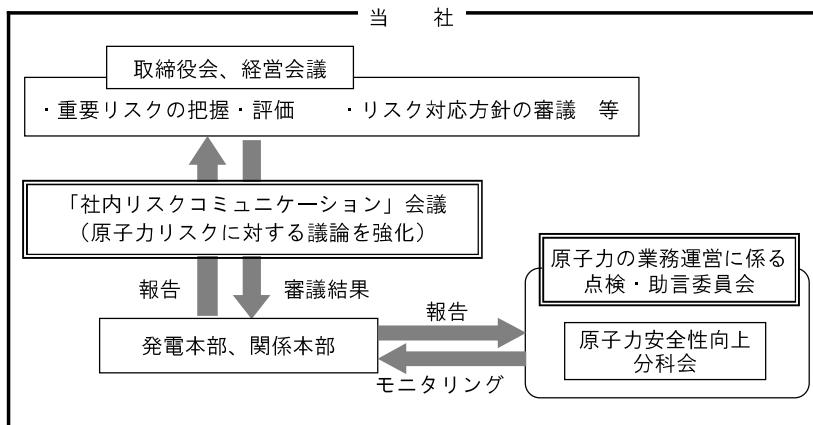 当　社
取締役会、経営会議
・重要リスクの把握・評価　・リスク対応方針の審議　等
「社内リスクコミュニケーション」会議
（原子力リスクに対する議論を強化）
報告
審議結果
発電本部、関係本部
報告
モニタリング
原子力の業務運営に係る
点検・助言委員会
原子力安全性向上
分科会